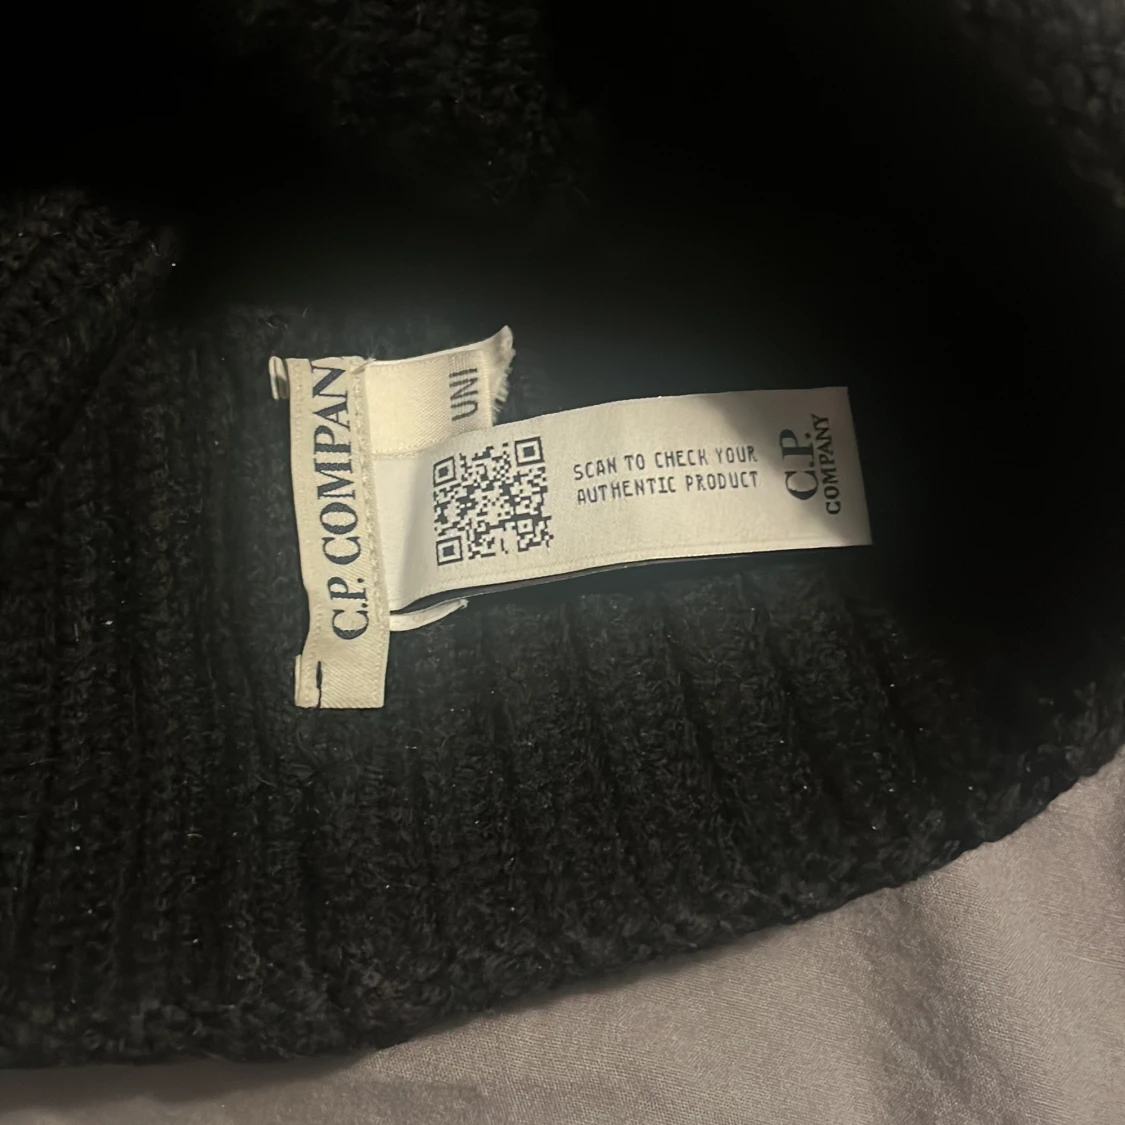 C.P. COMPAN
UNI
SCAN TO CHECK YOUR
AUTHENTIC PRODUCT
C.P.
COMPANY